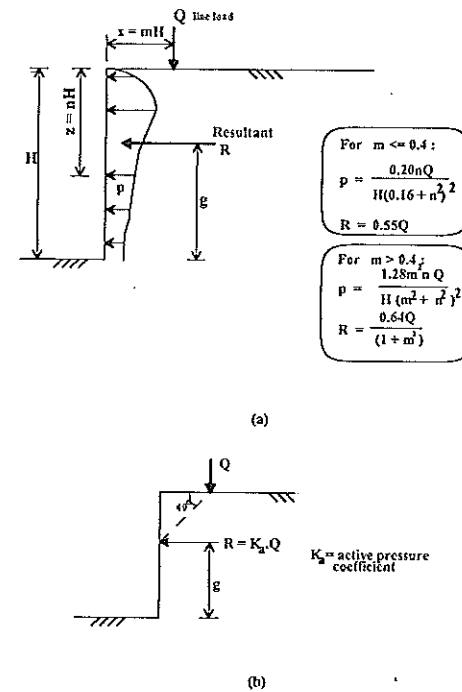 x = mH
Q line load
z = nH
H
p
Resultant
R
g
For m <= 0.4 :
p = 0.20nQ / H(0.16 + n²)²
R = 0.55Q
For m > 0.4 :
p = 1.28m²n Q / H (m² + n²)²
R = 0.64Q / (1 + m²)
(a)
Q
R = Kₐ.Q
Kₐ = active pressure
coefficient
g
(b)